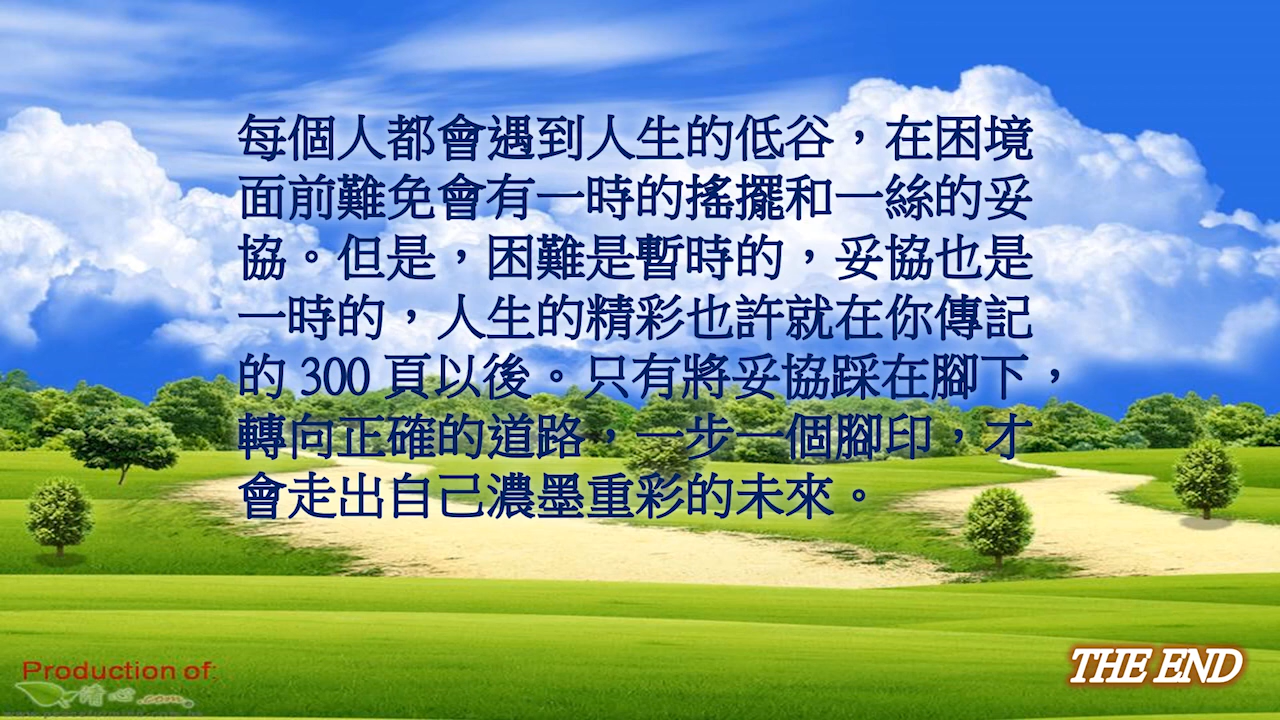 每個人都會遇到人生的低谷，在困境
面前難免會有一時的搖擺和一絲的妥
協。但是，困難是暫時的，妥協也是
一時的，人生的精彩也許就在你傳記
的 300 頁以後。只有將妥協踩在腳下，
轉向正確的道路，一步一個腳印，才
會走出自己濃墨重彩的未來。
Production of:
THE END